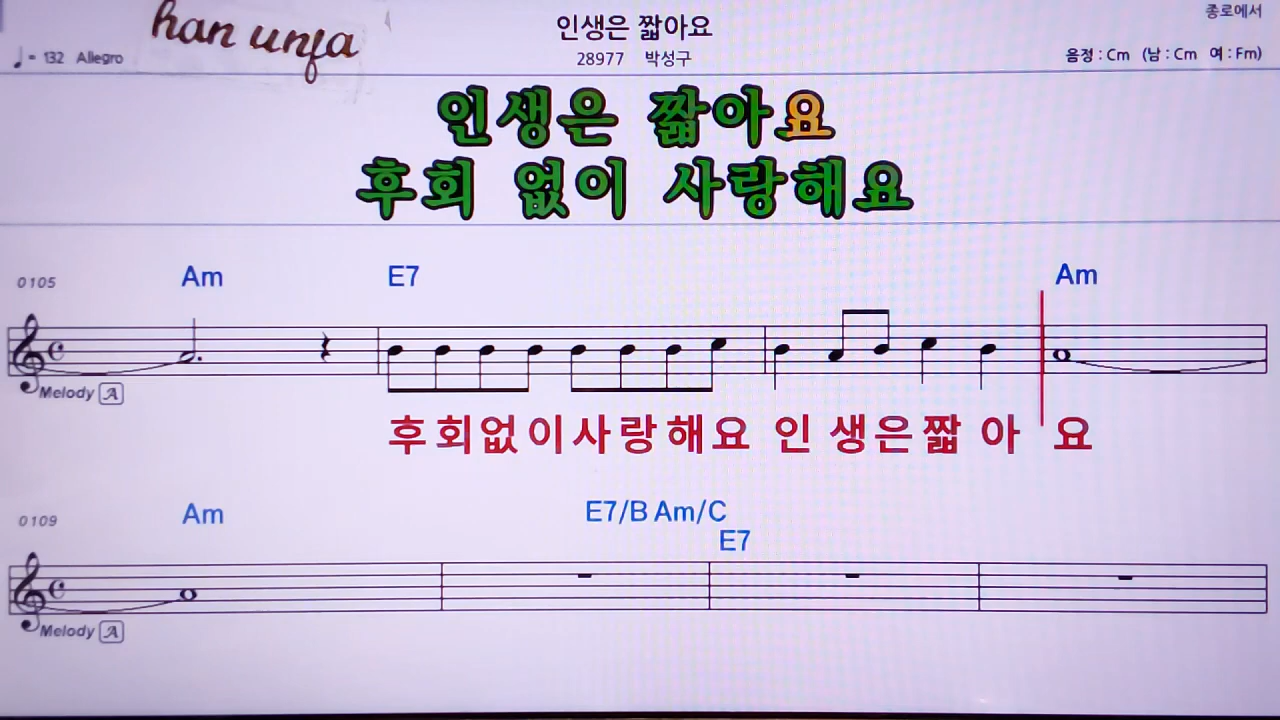 han unja
종로에서
인생은 짧아요
♩= 132 Allegro
28977 박성구
음정 : Cm (남 : Cm 여 : Fm)
인생은 짧아요
후회 없이 사랑해요
0105 Am E7 Am
Melody A
후회없이사랑해요 인 생은짧 아 요
0109 Am E7/B Am/C
E7
Melody A